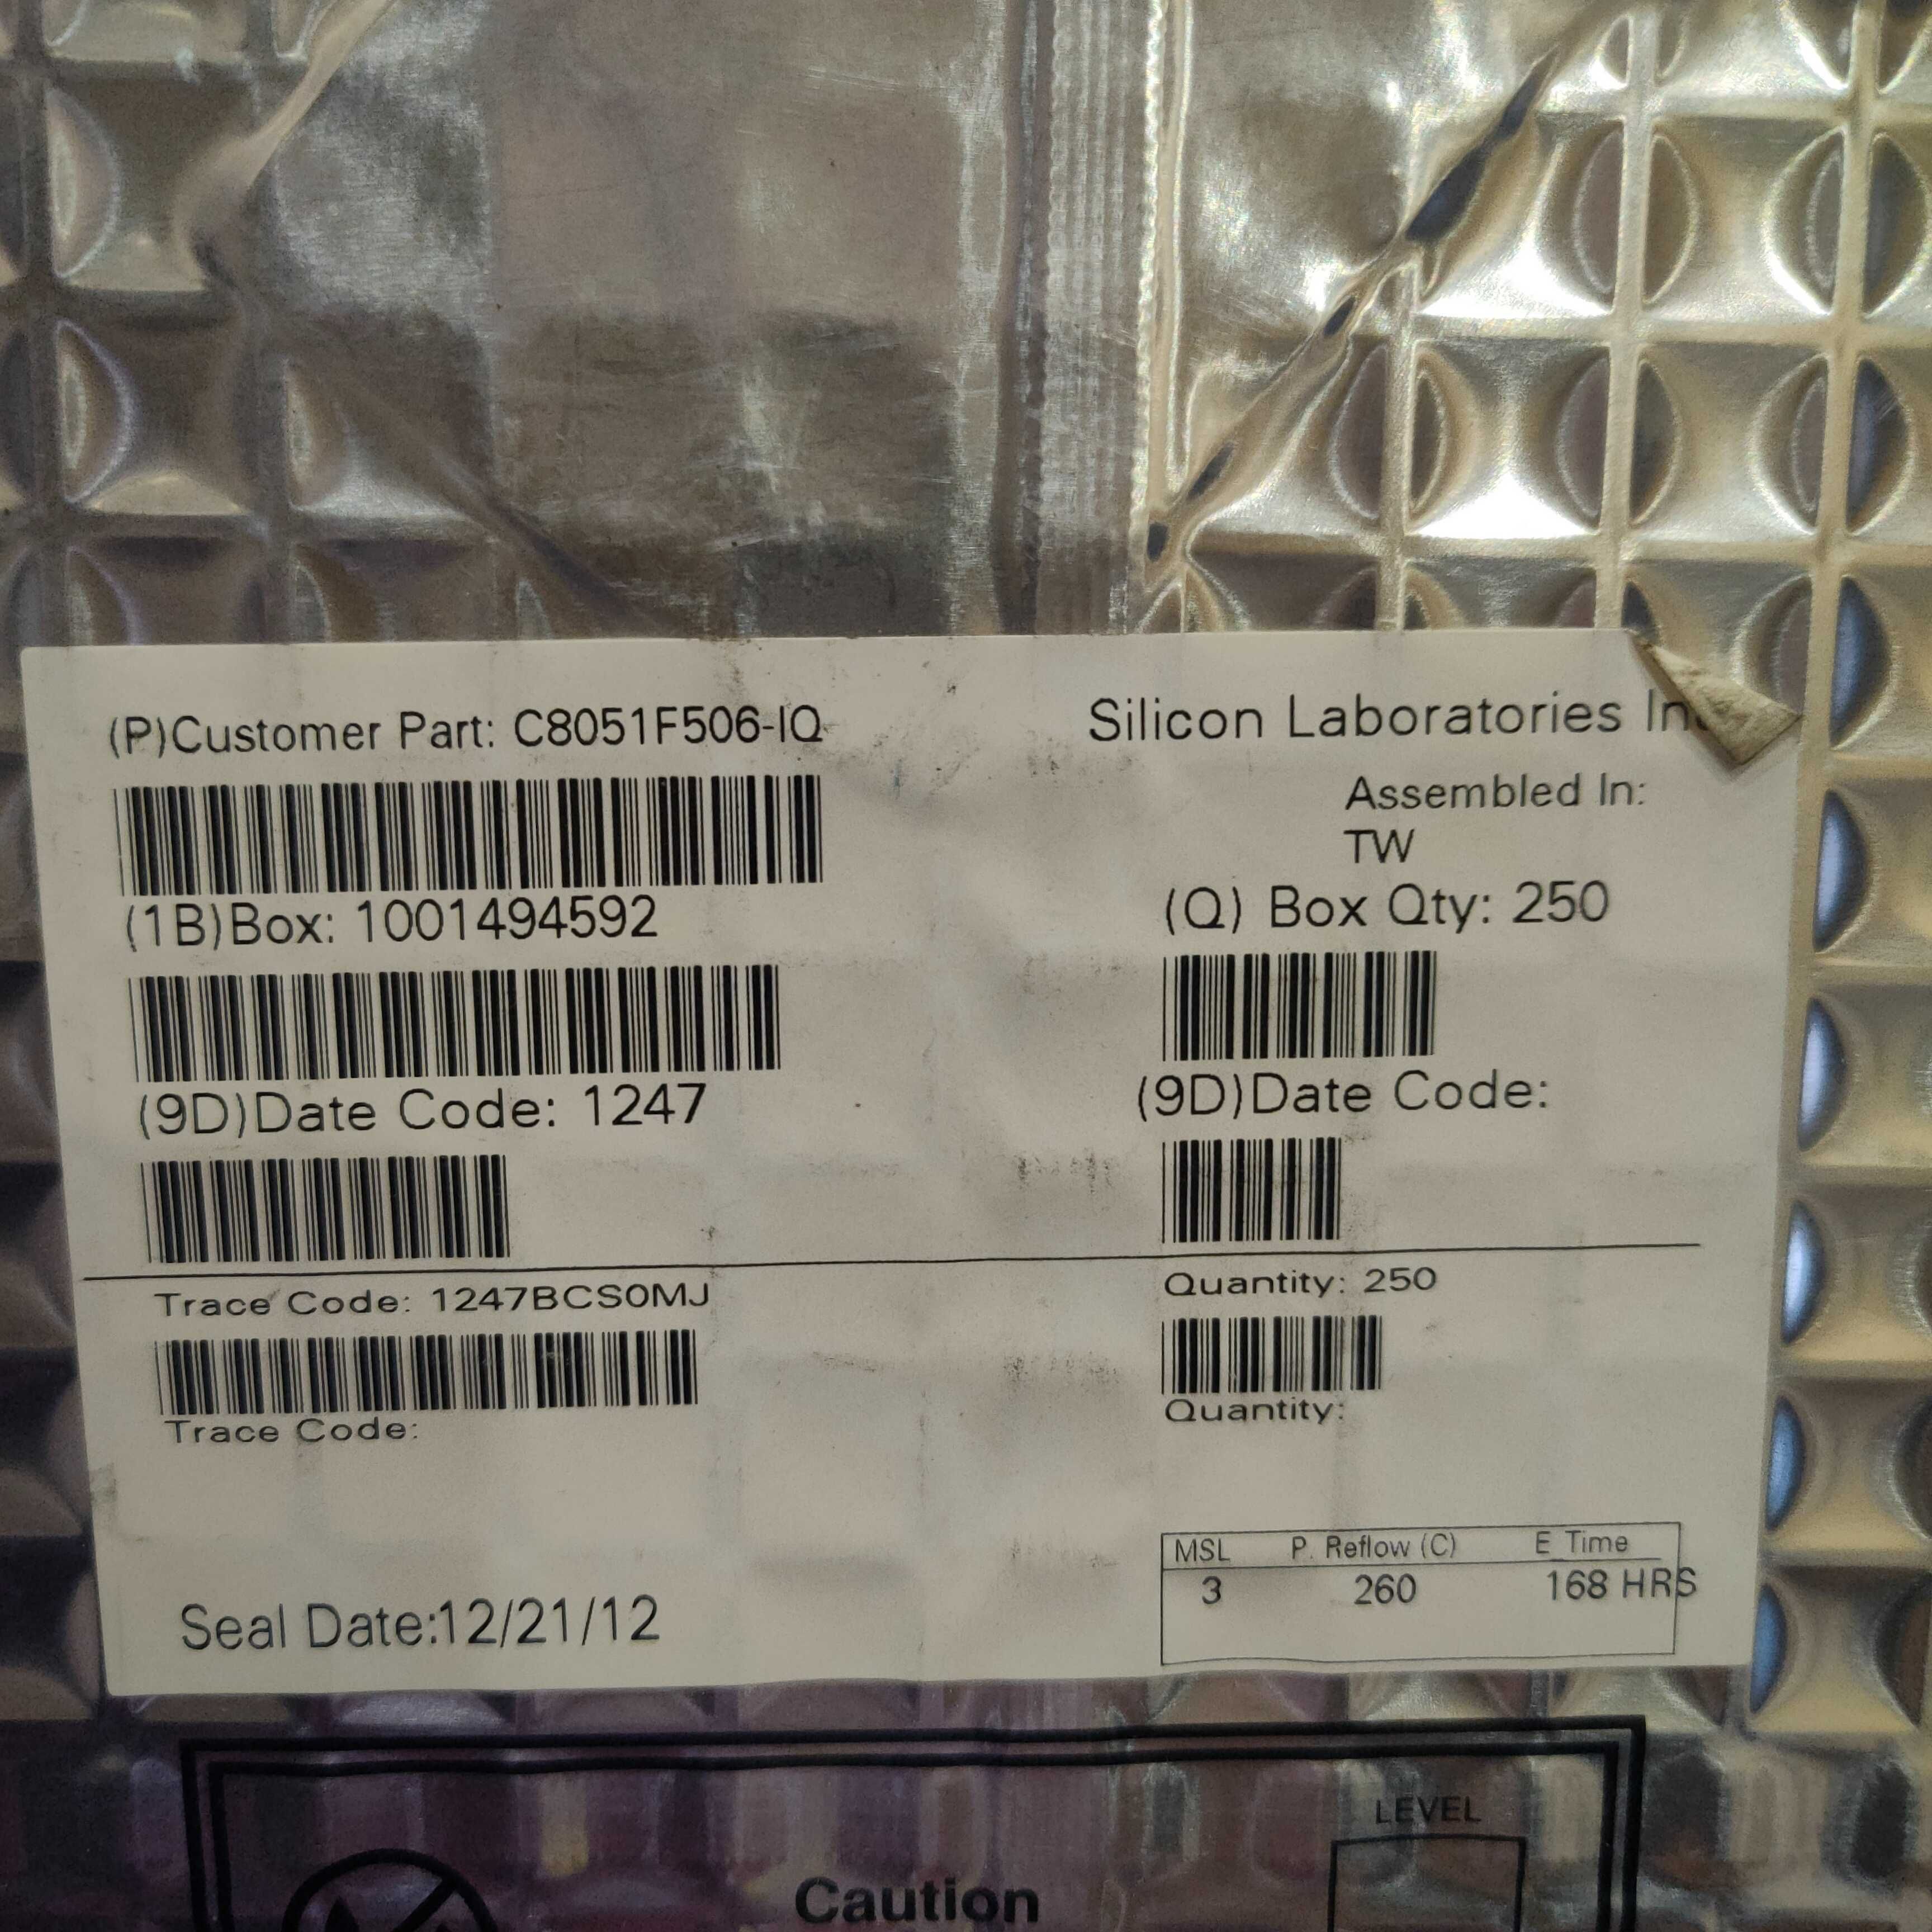 (P)Customer Part: C8051F506-IQ
Silicon Laboratories
Assembled In:
TW
(1B)Box: 1001494592
(Q) Box Qty: 250
(9D)Date Code: 1247
(9D)Date Code:
Trace Code: 1247BCS0MJ
Quantity: 250
Trace Code:
Quantity:
MSL P. Reflow (C) E Time
3 260 168 HRS
Seal Date:12/21/12
LEVEL
Caution